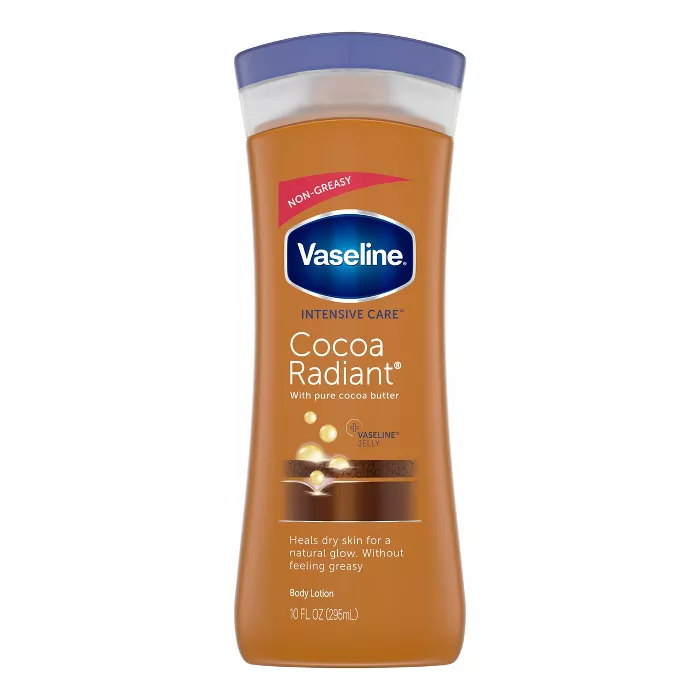 NON-GREASY
Vaseline®
INTENSIVE CARE™
Cocoa
Radiant®
With pure cocoa butter
VASELINE®
JELLY
Heals dry skin for a
natural glow. Without
feeling greasy
Body Lotion
10 FL OZ (295mL)